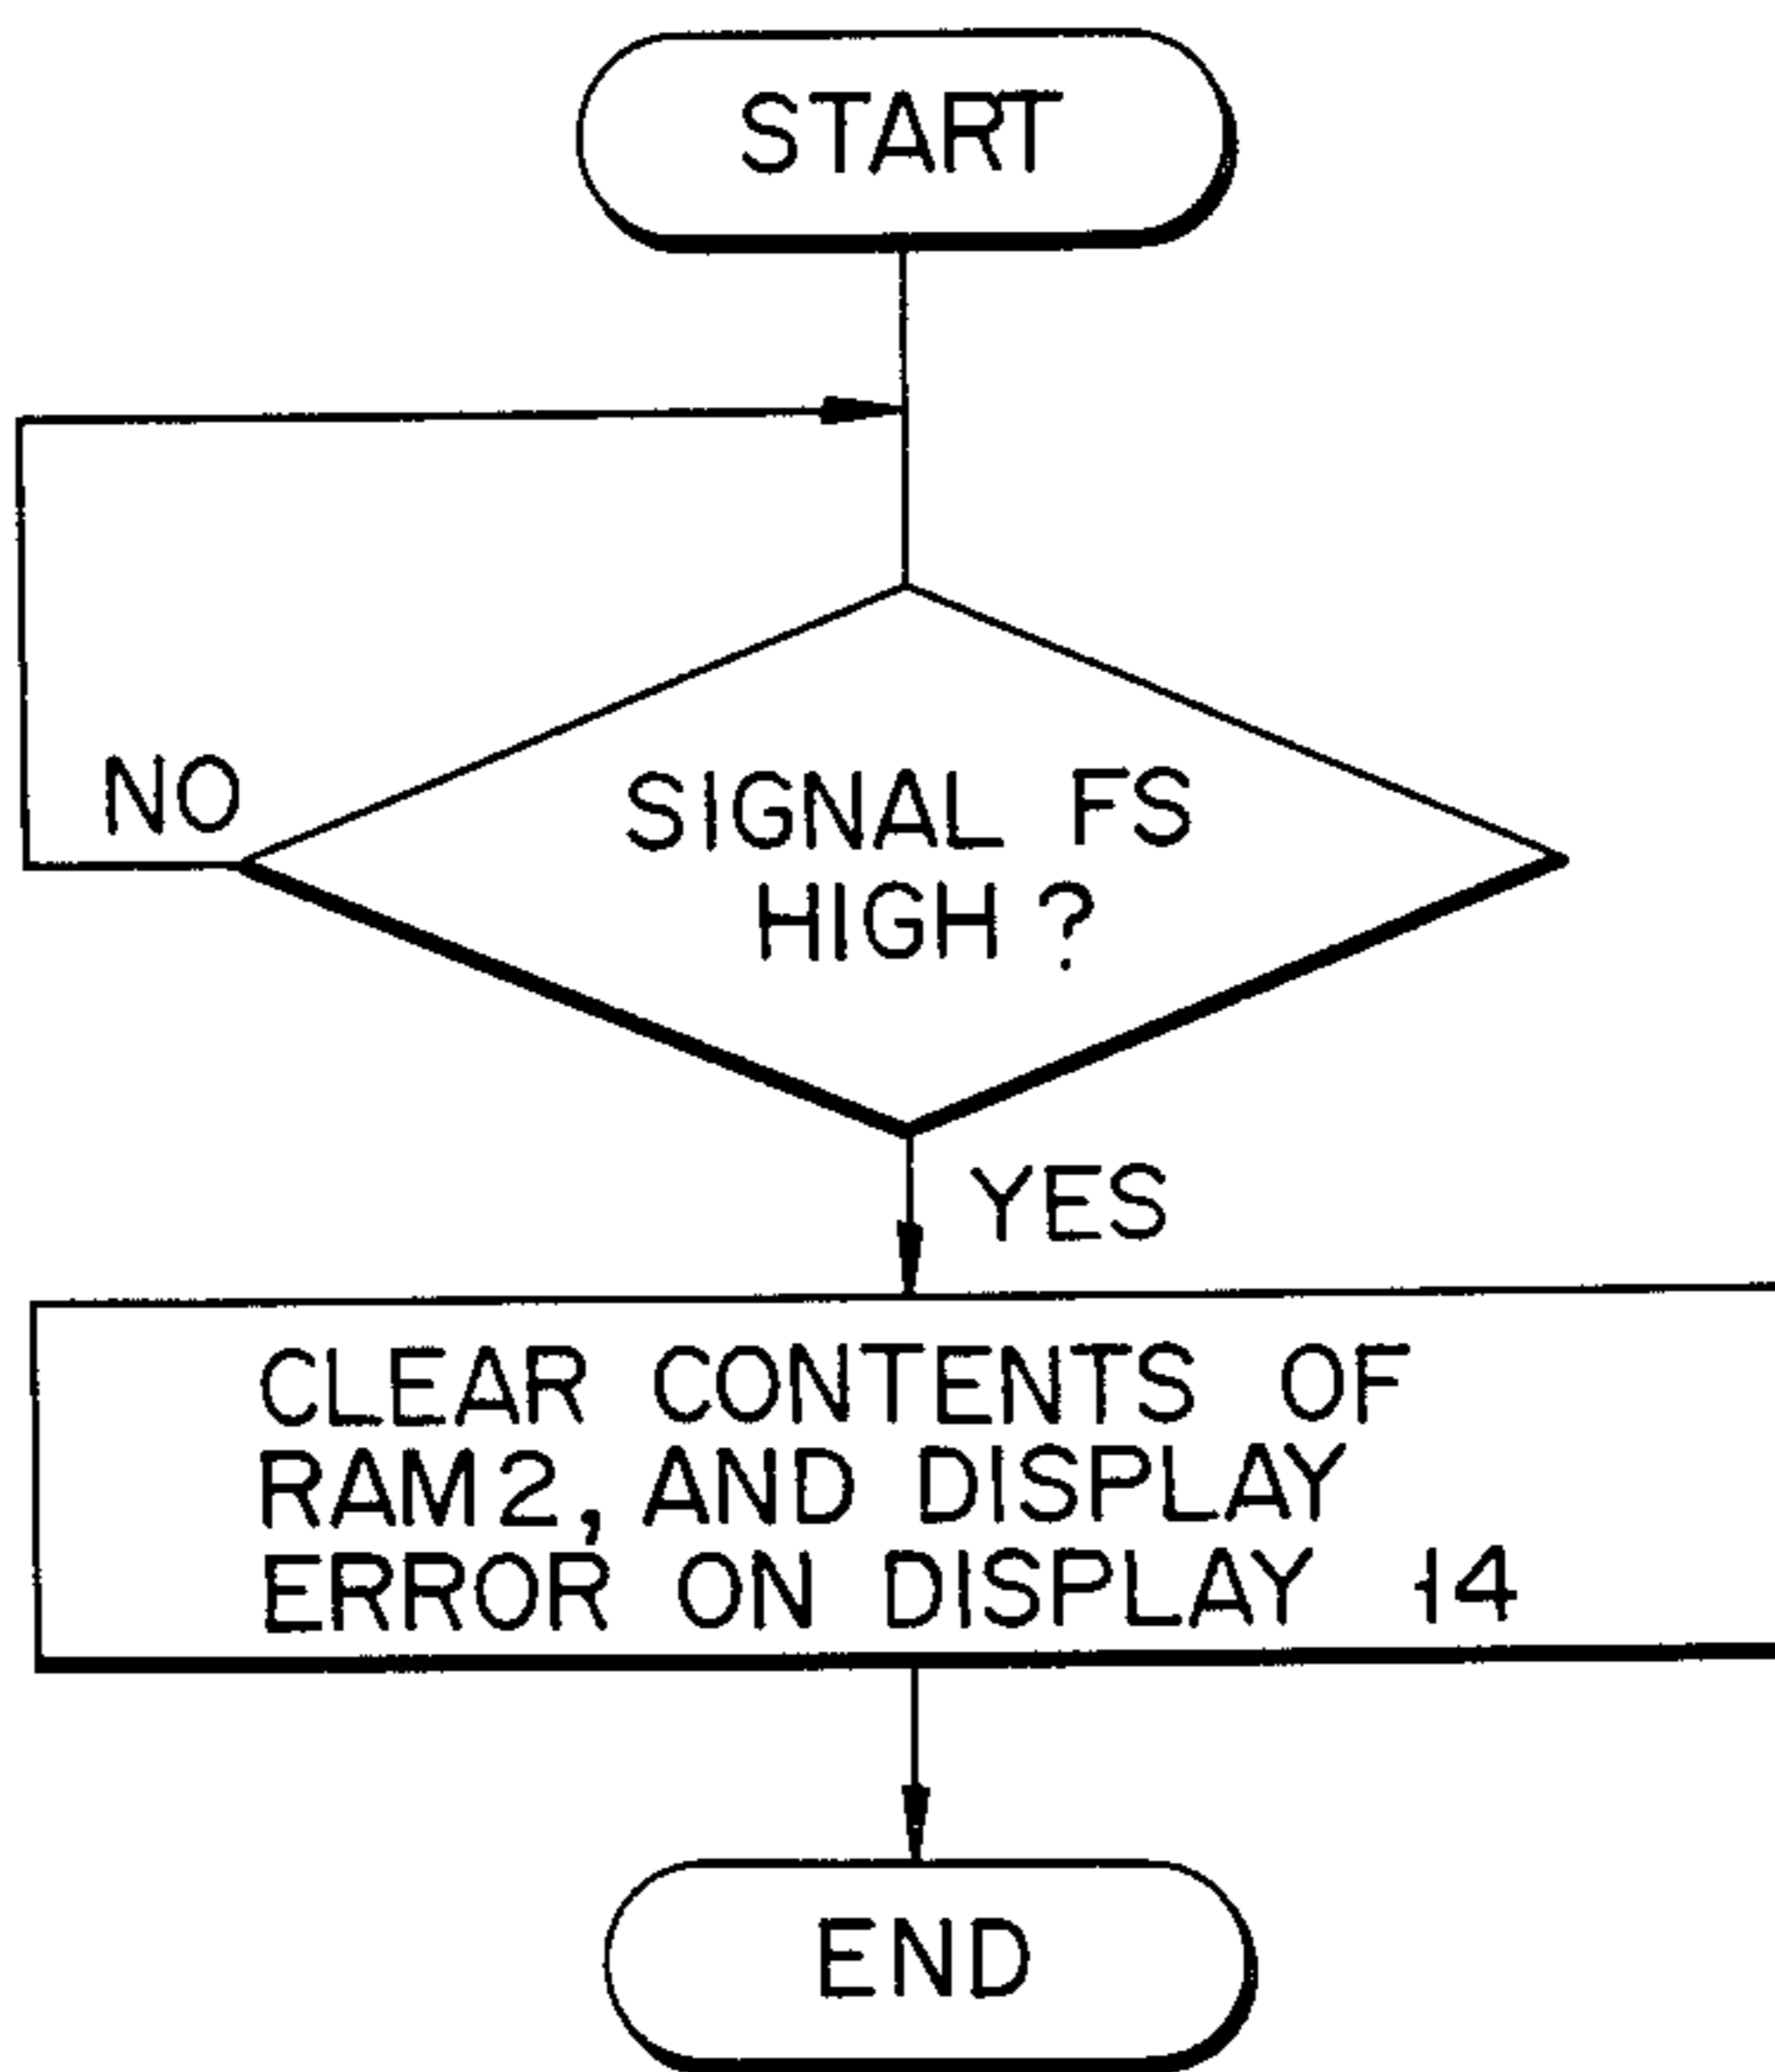 START
NO
SIGNAL FS
HIGH ?
YES
CLEAR CONTENTS OF
RAM2, AND DISPLAY
ERROR ON DISPLAY 14
END